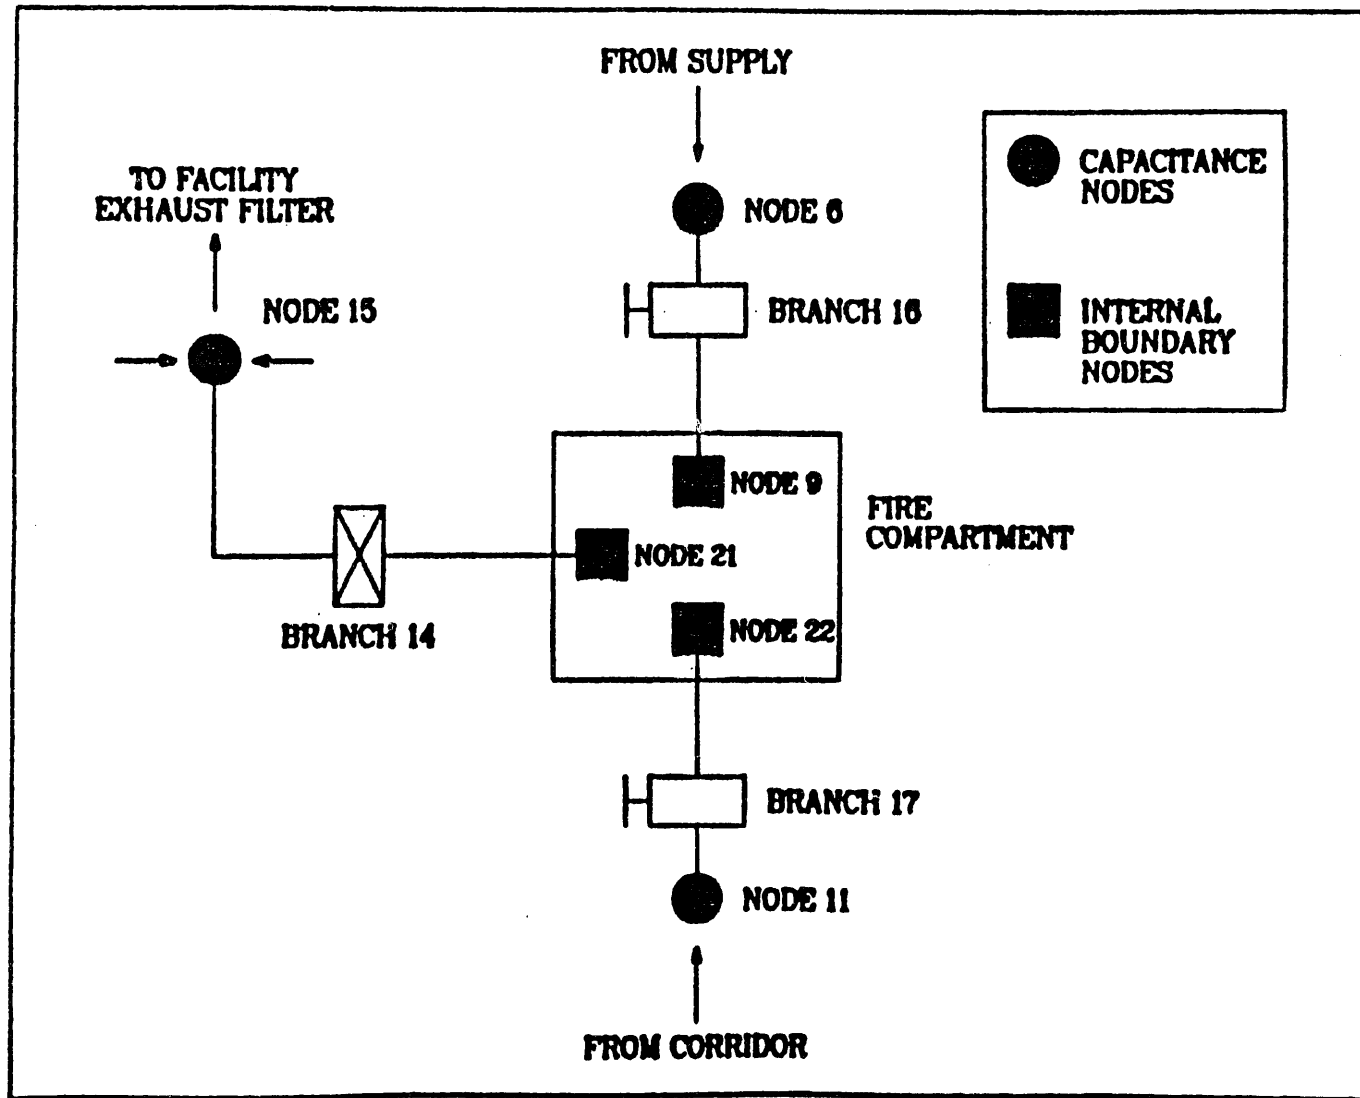 FROM SUPPLY
TO FACILITY
EXHAUST FILTER
NODE 6
CAPACITANCE
NODES
NODE 15
BRANCH 16
INTERNAL
BOUNDARY
NODES
NODE 9
FIRE
COMPARTMENT
NODE 21
BRANCH 14
NODE 22
BRANCH 17
NODE 11
FROM CORRIDOR